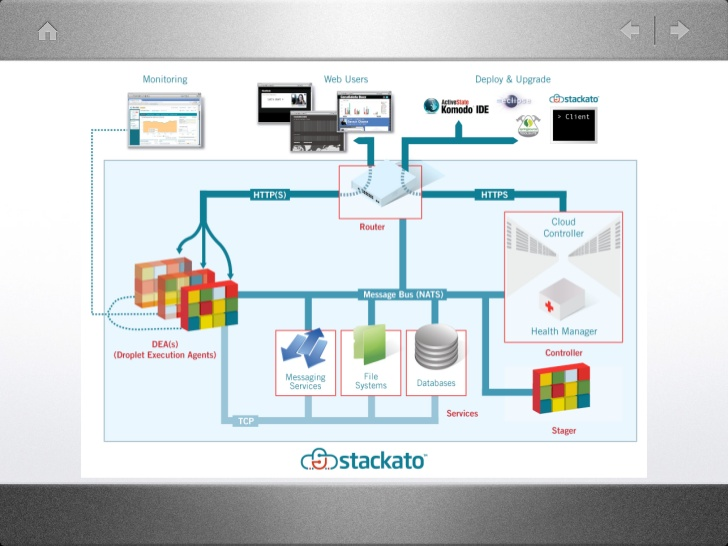 Monitoring
Web Users
Deploy & Upgrade
ActiveState
Komodo IDE
stackato
> Client
HTTP(S)
HTTPS
Router
Cloud
Controller
Message Bus (NATS)
Health Manager
DEA(s)
(Droplet Execution Agents)
Messaging
Services
File
Systems
Databases
Controller
TCP
Services
Stager
stackato